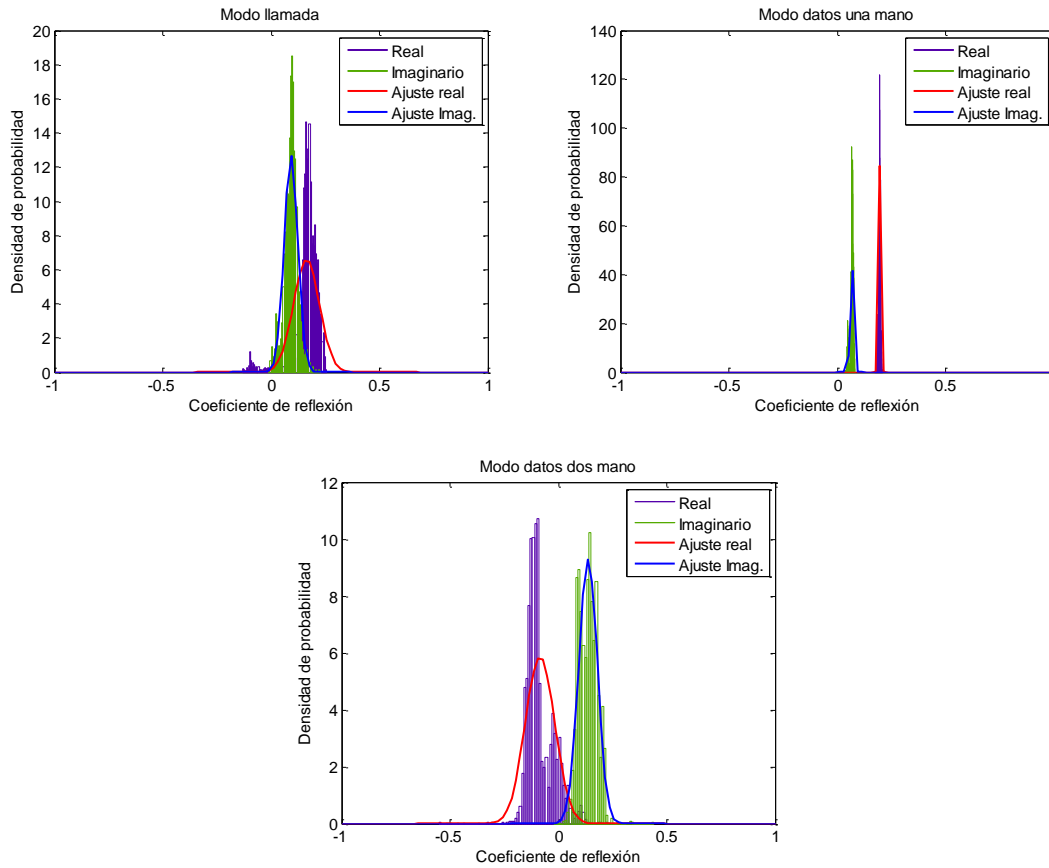 Modo llamada
Densidad de probabilidad
20
18
16
14
12
10
8
6
4
2
0
-1
-0.5
0
0.5
1
Coeficiente de reflexión
Real
Imaginario
Ajuste real
Ajuste Imag.
Modo datos una mano
Densidad de probabilidad
140
120
100
80
60
40
20
0
-1
-0.5
0
0.5
Coeficiente de reflexión
Real
Imaginario
Ajuste real
Ajuste Imag.
Modo datos dos mano
Densidad de probabilidad
12
10
8
6
4
2
0
-1
-0.5
0
0.5
1
Coeficiente de reflexión
Real
Imaginario
Ajuste real
Ajuste Imag.